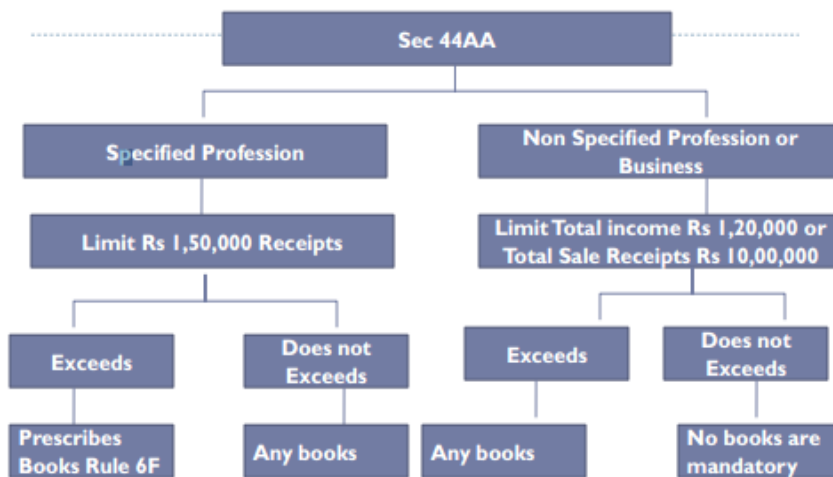 Sec 44AA
Specified Profession
Non Specified Profession or
Business
Limit Rs 1,50,000 Receipts
Limit Total income Rs 1,20,000 or
Total Sale Receipts Rs 10,00,000
Exceeds
Does not
Exceeds
Exceeds
Does not
Exceeds
Prescribes
Books Rule 6F
Any books
Any books
No books are
mandatory